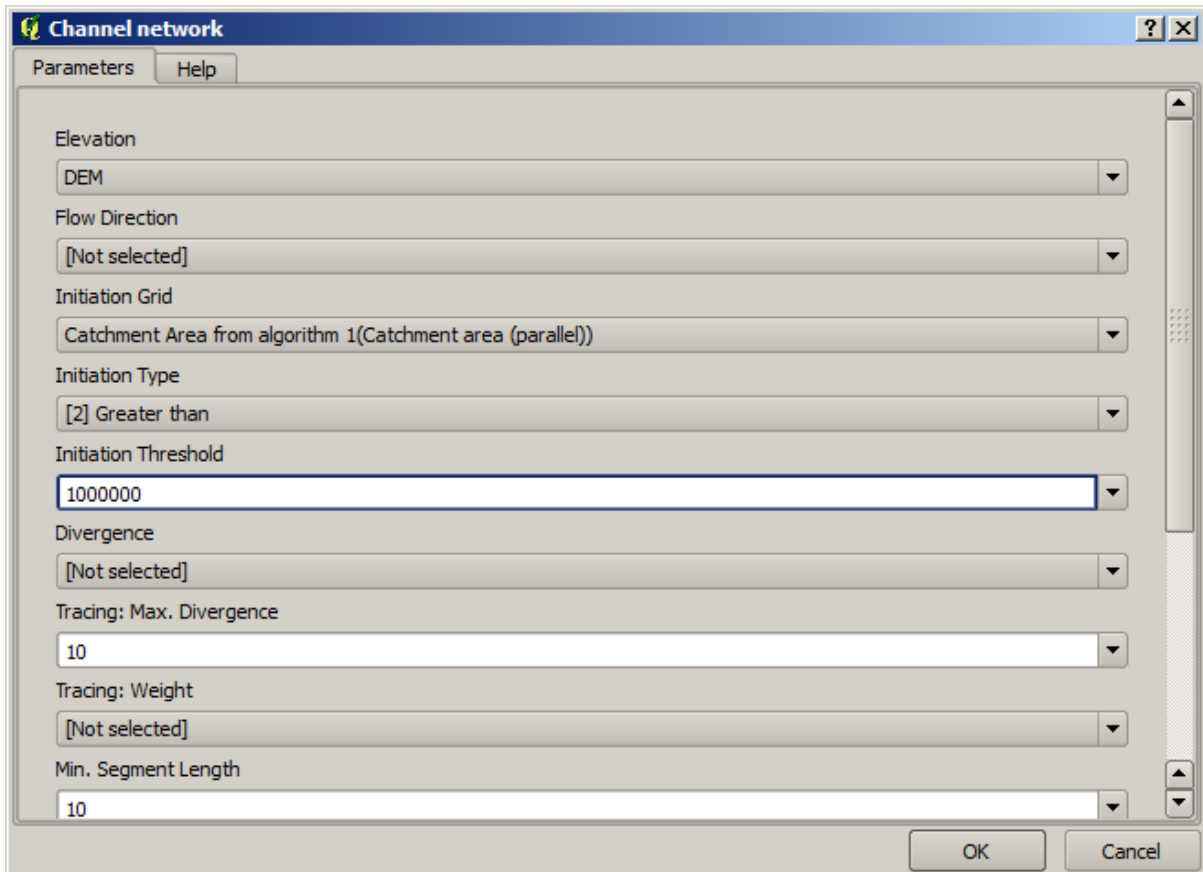 Channel network
Parameters Help
Elevation
DEM
Flow Direction
[Not selected]
Initiation Grid
Catchment Area from algorithm 1(Catchment area (parallel))
Initiation Type
[2] Greater than
Initiation Threshold
1000000
Divergence
[Not selected]
Tracing: Max. Divergence
10
Tracing: Weight
[Not selected]
Min. Segment Length
10
OK Cancel